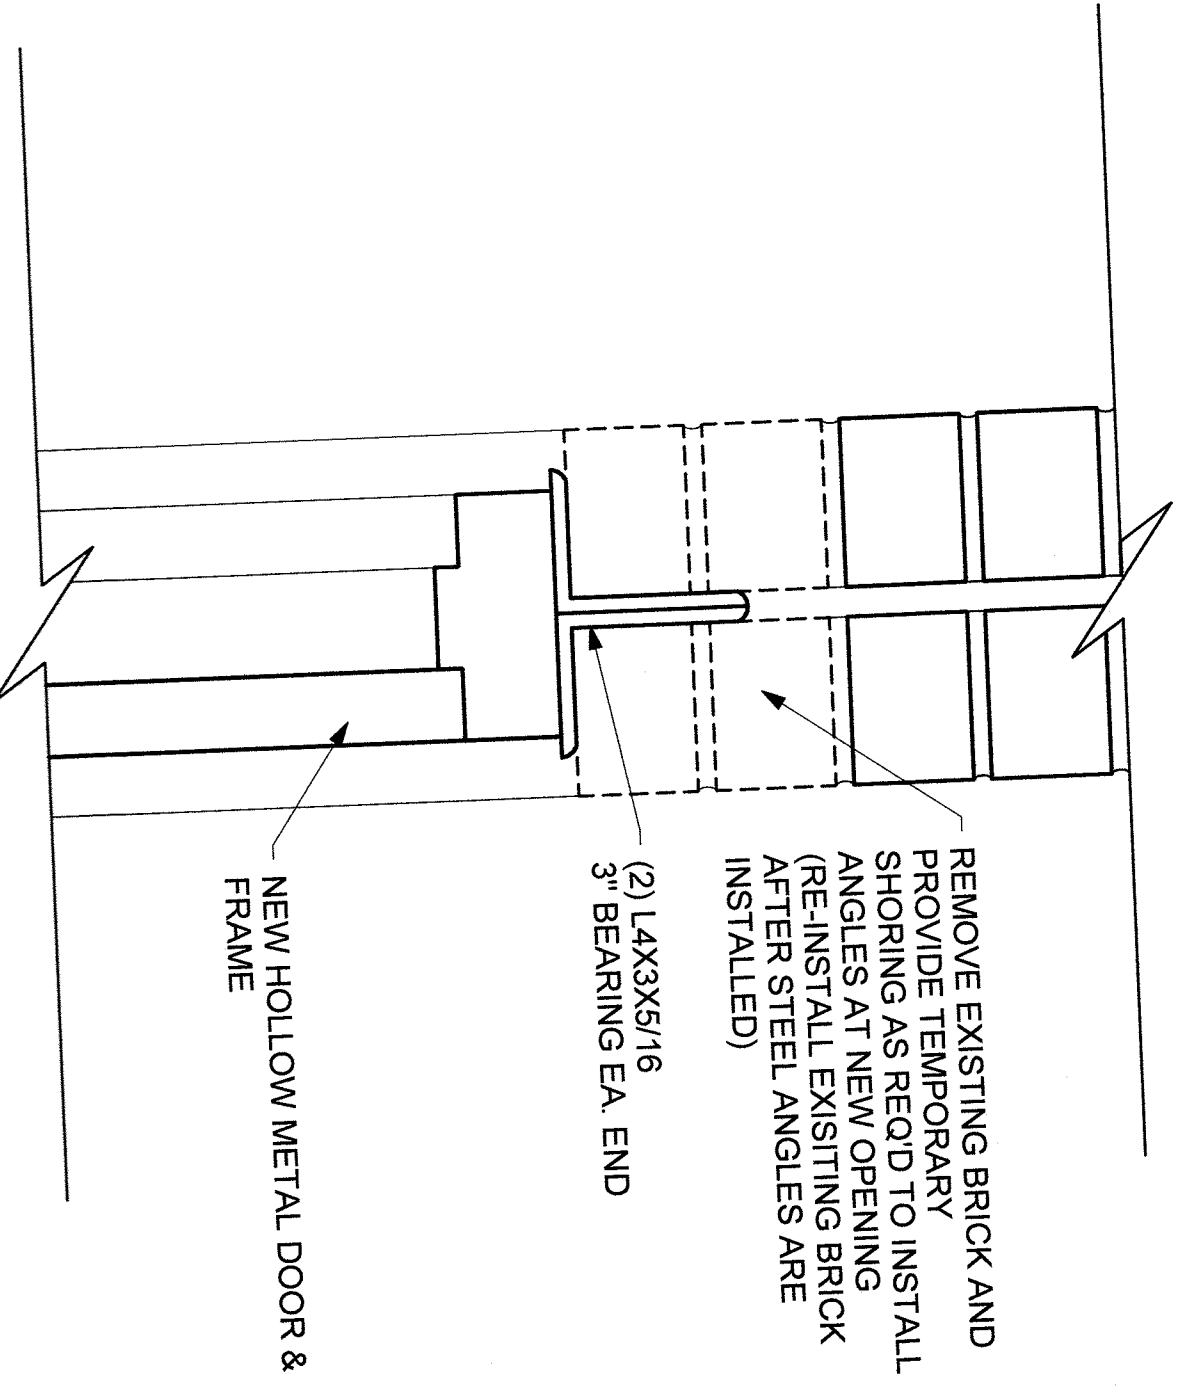 REMOVE EXISTING BRICK AND
PROVIDE TEMPORARY
SHORING AS REQ'D TO INSTALL
ANGLES AT NEW OPENING
(RE-INSTALL EXISITING BRICK
AFTER STEEL ANGLES ARE
INSTALLED)
(2) L4X3X5/16
3" BEARING EA. END
NEW HOLLOW METAL DOOR &
FRAME